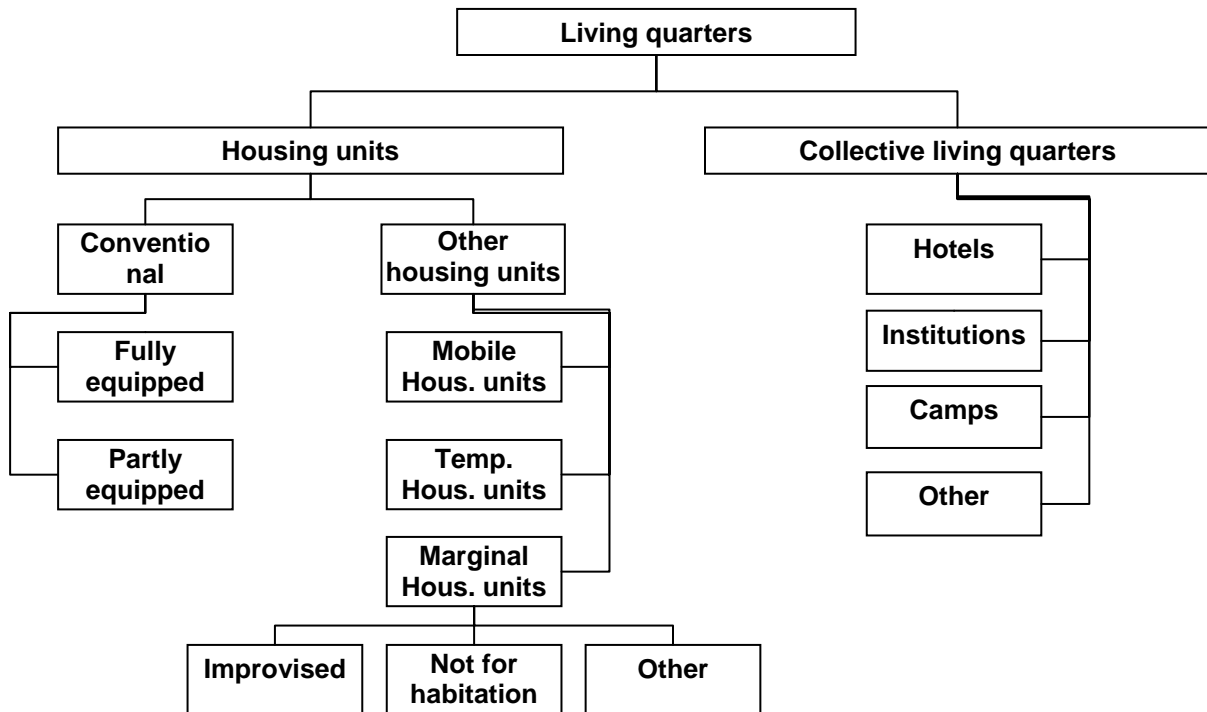 Living quarters
Housing units
Collective living quarters
Conventio
nal
Other
housing units
Hotels
Institutions
Camps
Other
Fully
equipped
Partly
equipped
Mobile
Hous. units
Temp.
Hous. units
Marginal
Hous. units
Improvised
Not for
habitation
Other